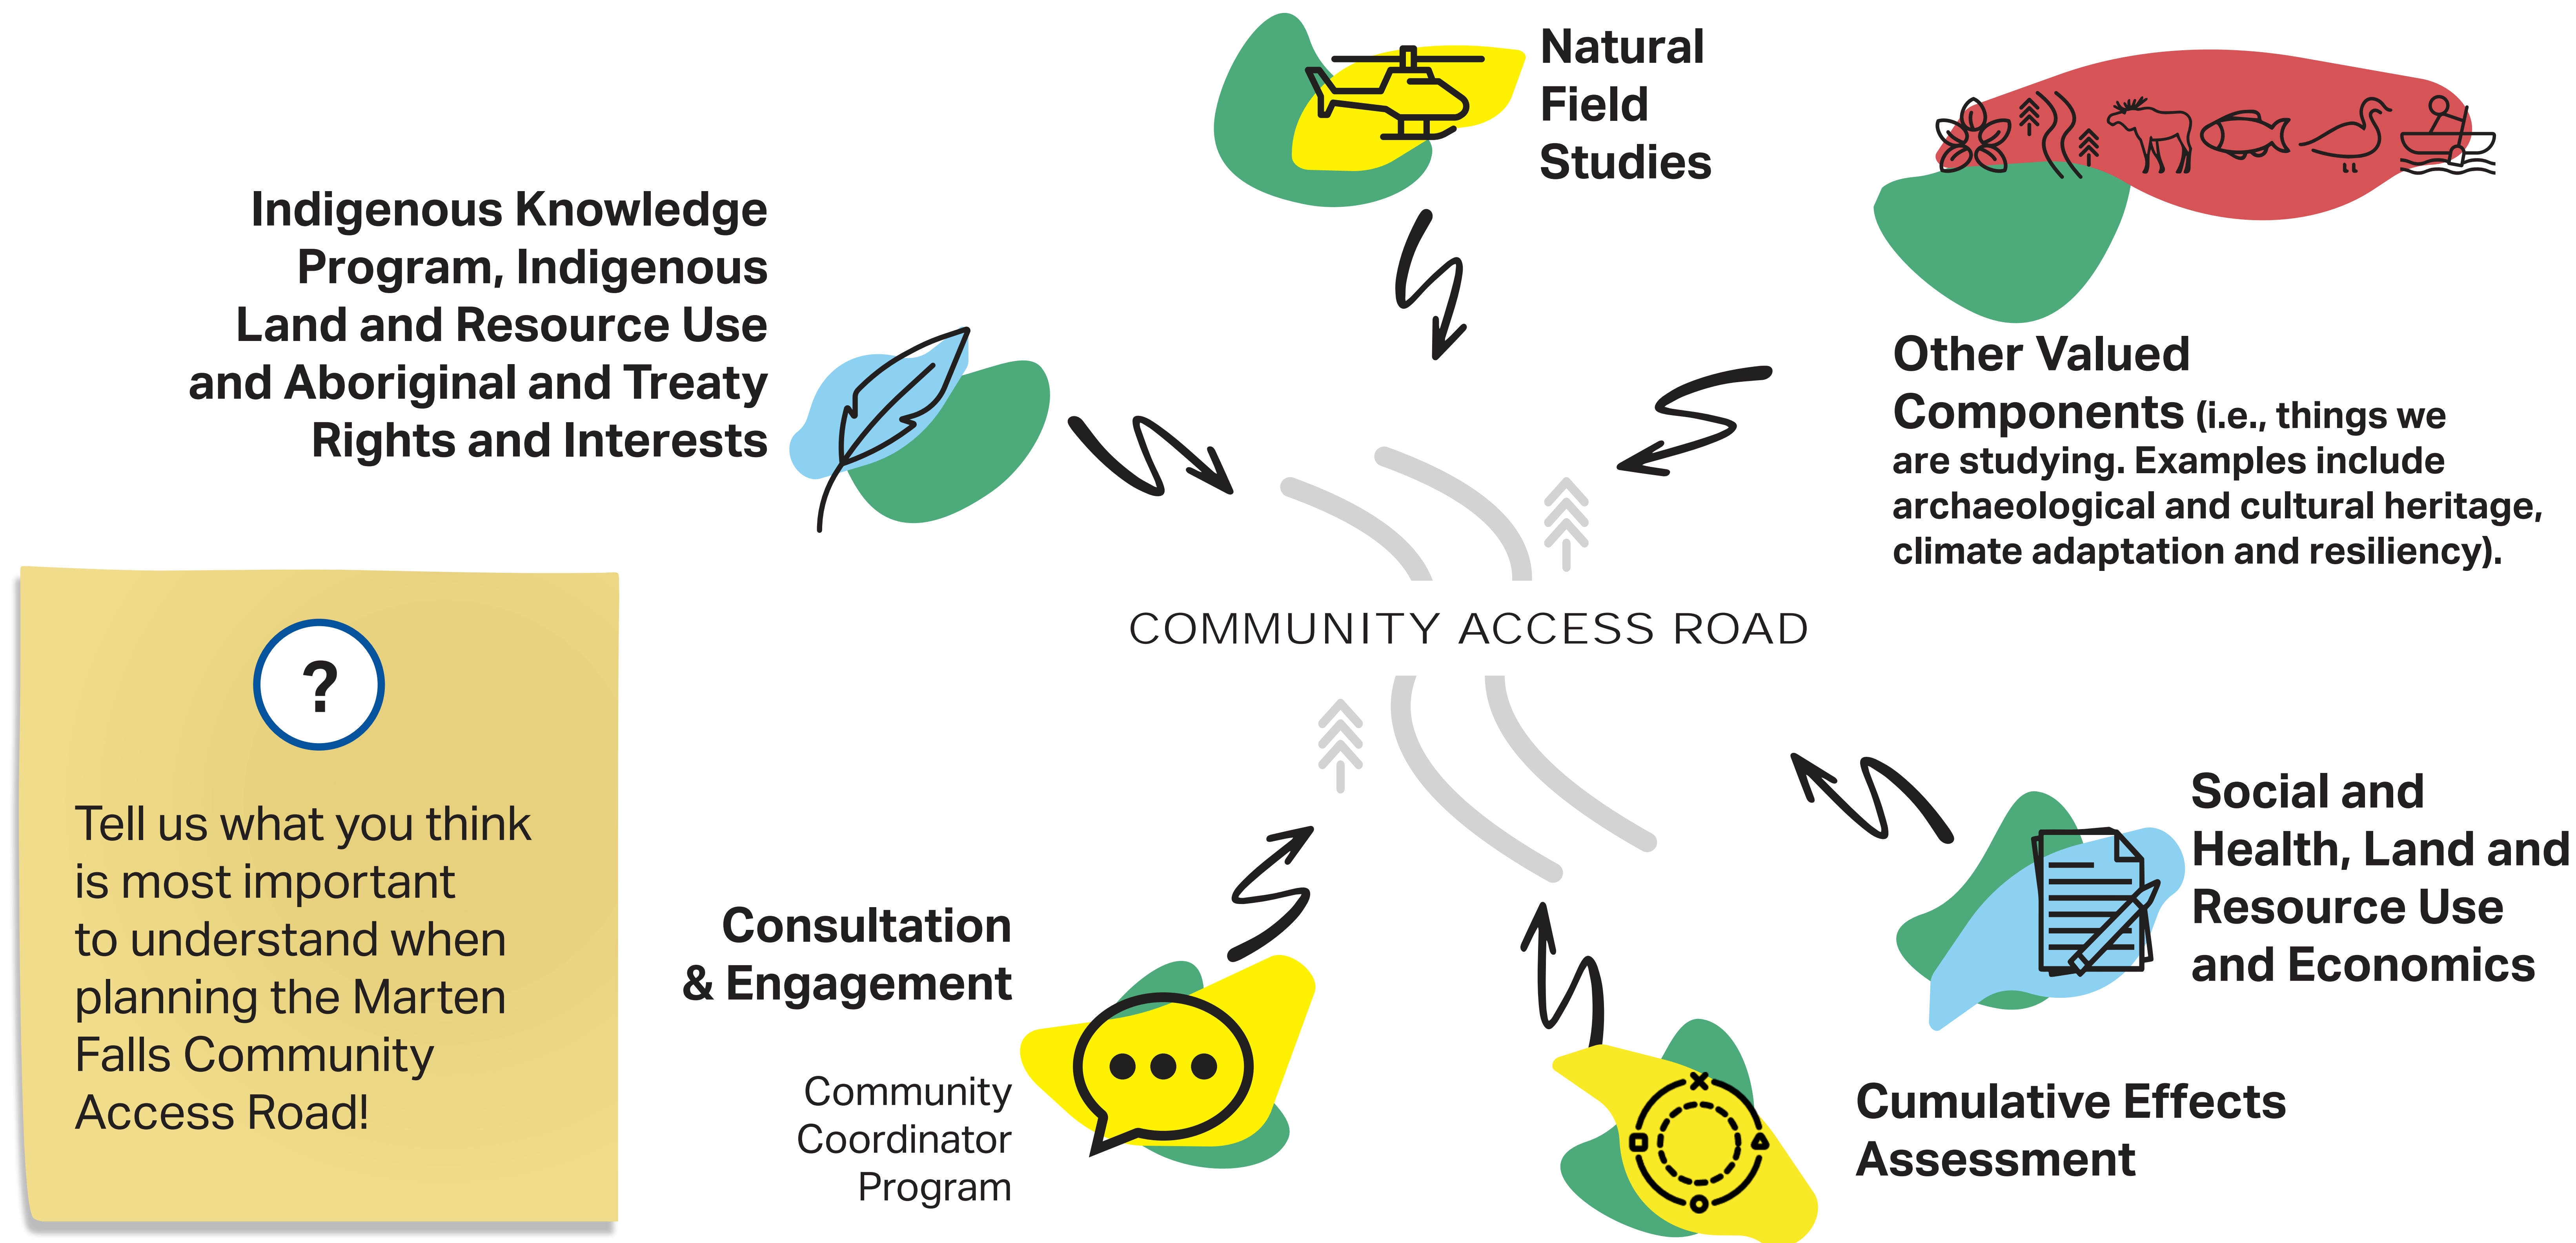 Natural
Field
Studies
Indigenous Knowledge
Program, Indigenous
Land and Resource Use
and Aboriginal and Treaty
Rights and Interests
Other Valued
Components (i.e., things we
are studying. Examples include
archaeological and cultural heritage,
climate adaptation and resiliency).
COMMUNITY ACCESS ROAD
?
Tell us what you think
is most important
to understand when
planning the Marten
Falls Community
Access Road!
Consultation
& Engagement
Community
Coordinator
Program
Social and
Health, Land and
Resource Use
and Economics
Cumulative Effects
Assessment